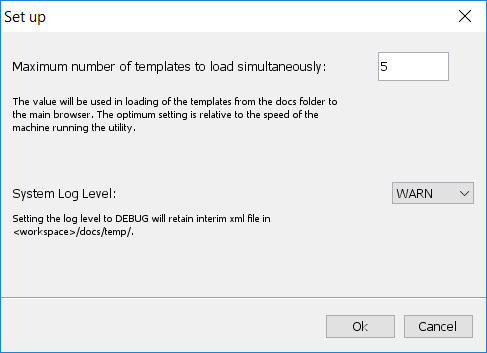 Set up
Maximum number of templates to load simultaneously:
5
The value will be used in loading of the templates from the docs folder to
the main browser. The optimum setting is relative to the speed of the
machine running the utility.
System Log Level:
WARN
Setting the log level to DEBUG will retain interim xml file in
<workspace>/docs/temp/.
Ok
Cancel